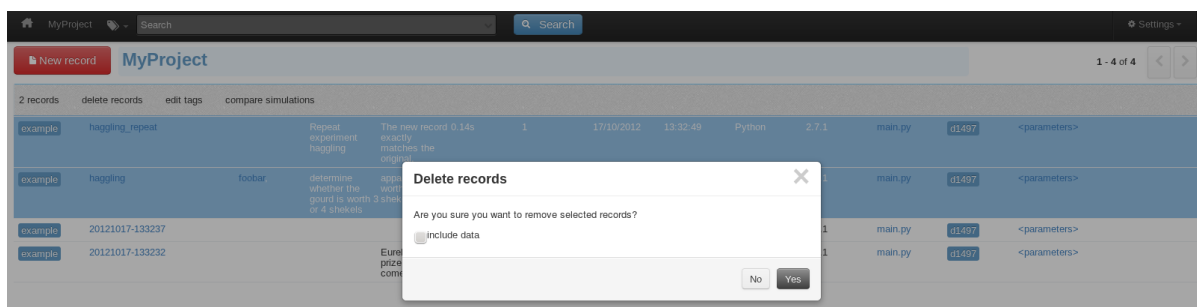 MyProject Search Search Settings
New record MyProject 1 - 4 of 4
2 records delete records edit tags compare simulations
example haggling_repeat Repeat experiment haggling The new record exactly matches the original. 0.14s 1 17/10/2012 13:32:49 Python 2.7.1 main.py d1497 <parameters>
example haggling foobar determine whether the gourd is worth 3 or 4 shekels main.py d1497 <parameters>
Delete records
Are you sure you want to remove selected records?
include data
example 20121017-133237 main.py d1497 <parameters>
example 20121017-133232 main.py d1497 <parameters>
No Yes